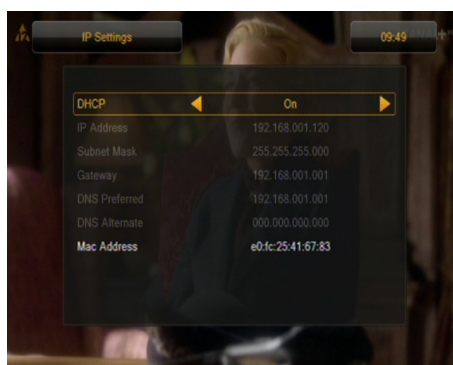 IP Settings
09:49
DHCP On
IP Address 192.168.001.120
Subnet Mask 255.255.255.000
Gateway 192.168.001.001
DNS Preferred 192.168.001.001
DNS Alternate 000.000.000.000
Mac Address e0:fc:25:41:67:83